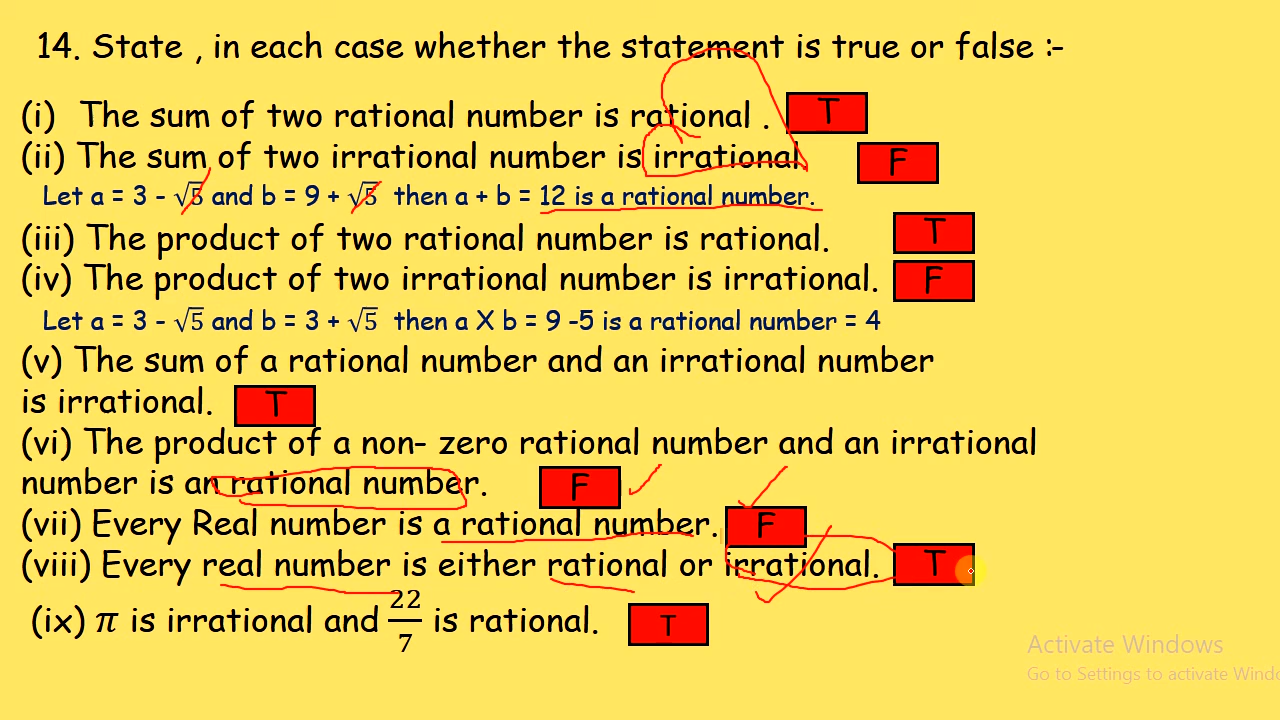 14. State , in each case whether the statement is true or false :-
(i) The sum of two rational number is rational . T
(ii) The sum of two irrational number is irrational. F
Let a = 3 - √5 and b = 9 + √5 then a + b = 12 is a rational number.
(iii) The product of two rational number is rational. T
(iv) The product of two irrational number is irrational. F
Let a = 3 - √5 and b = 3 + √5 then a X b = 9 -5 is a rational number = 4
(v) The sum of a rational number and an irrational number
is irrational. T
(vi) The product of a non- zero rational number and an irrational
number is an rational number. F
(vii) Every Real number is a rational number. F
(viii) Every real number is either rational or irrational. T
(ix) π is irrational and 22/7 is rational. T
Activate Windows
Go to Settings to activate Windo